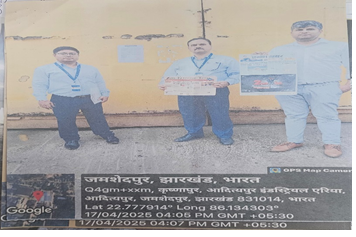 GPS Map Camera
जमशेदपुर, झारखंड, भारत
Q4gm+xxm, कृष्णापुर, आदित्यपुर इंडस्ट्रियल एरिया,
आदित्यपुर, जमशेदपुर, झारखंड 831014, भारत
Lat 22.777914° Long 86.134303°
17/04/2025 04:05 PM GMT +05:30
17/04/2025 04:07 PM GMT +05:30
Google